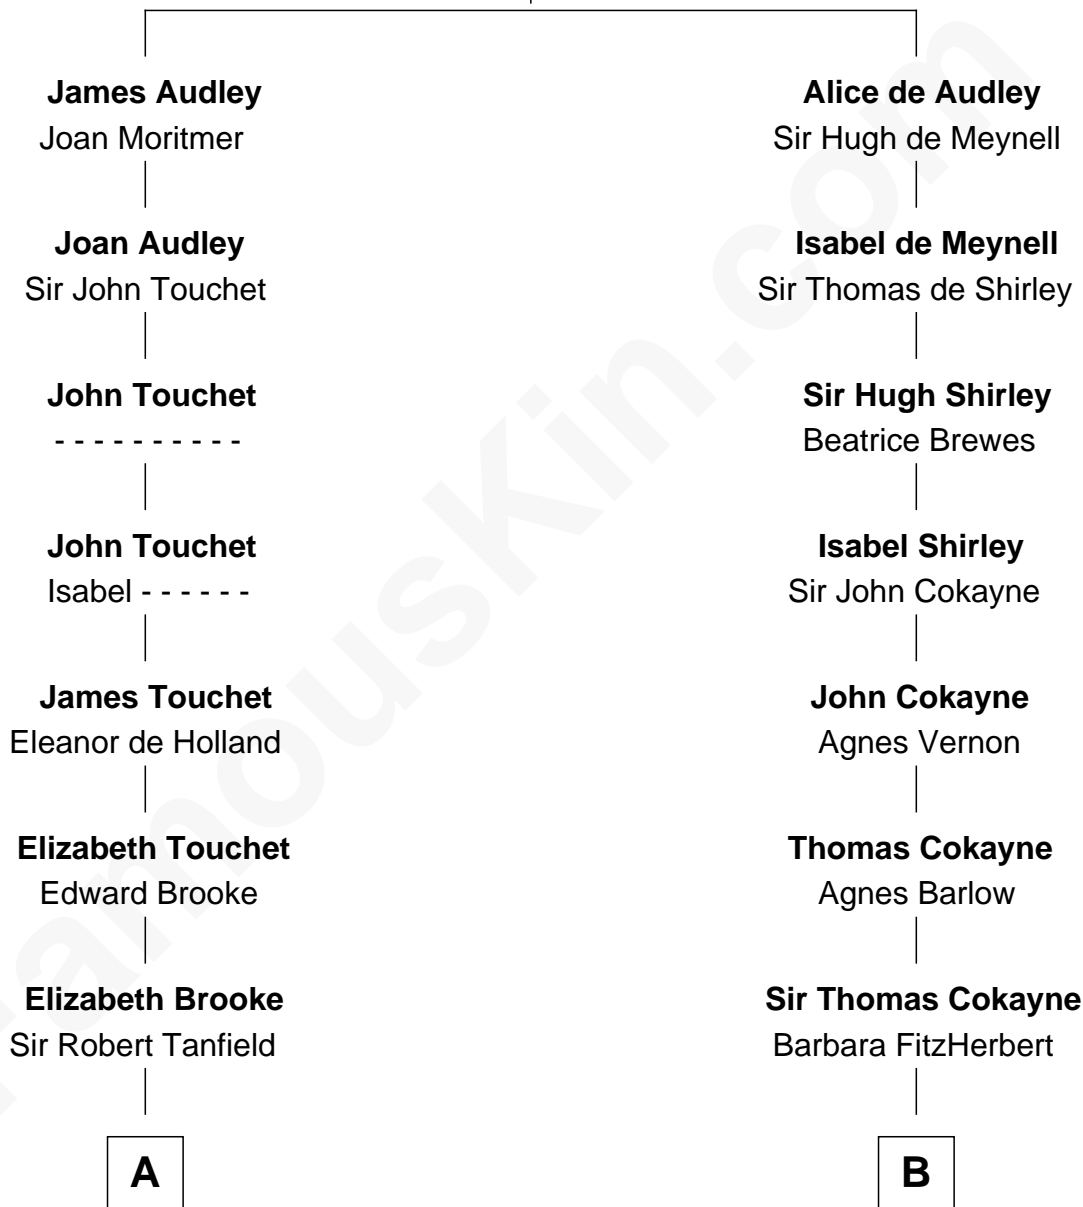 James Audley
Joan Moritmer
Alice de Audley
Sir Hugh de Meynell
Joan Audley
Sir John Touchet
Isabel de Meynell
Sir Thomas de Shirley
John Touchet
- - - - - - - - - -
Sir Hugh Shirley
Beatrice Brewes
John Touchet
Isabel - - - - - -
Isabel Shirley
Sir John Cokayne
James Touchet
Eleanor de Holland
John Cokayne
Agnes Vernon
Elizabeth Touchet
Edward Brooke
Thomas Cokayne
Agnes Barlow
Elizabeth Brooke
Sir Robert Tanfield
Sir Thomas Cokayne
Barbara FitzHerbert
A
B
FamousKin.com